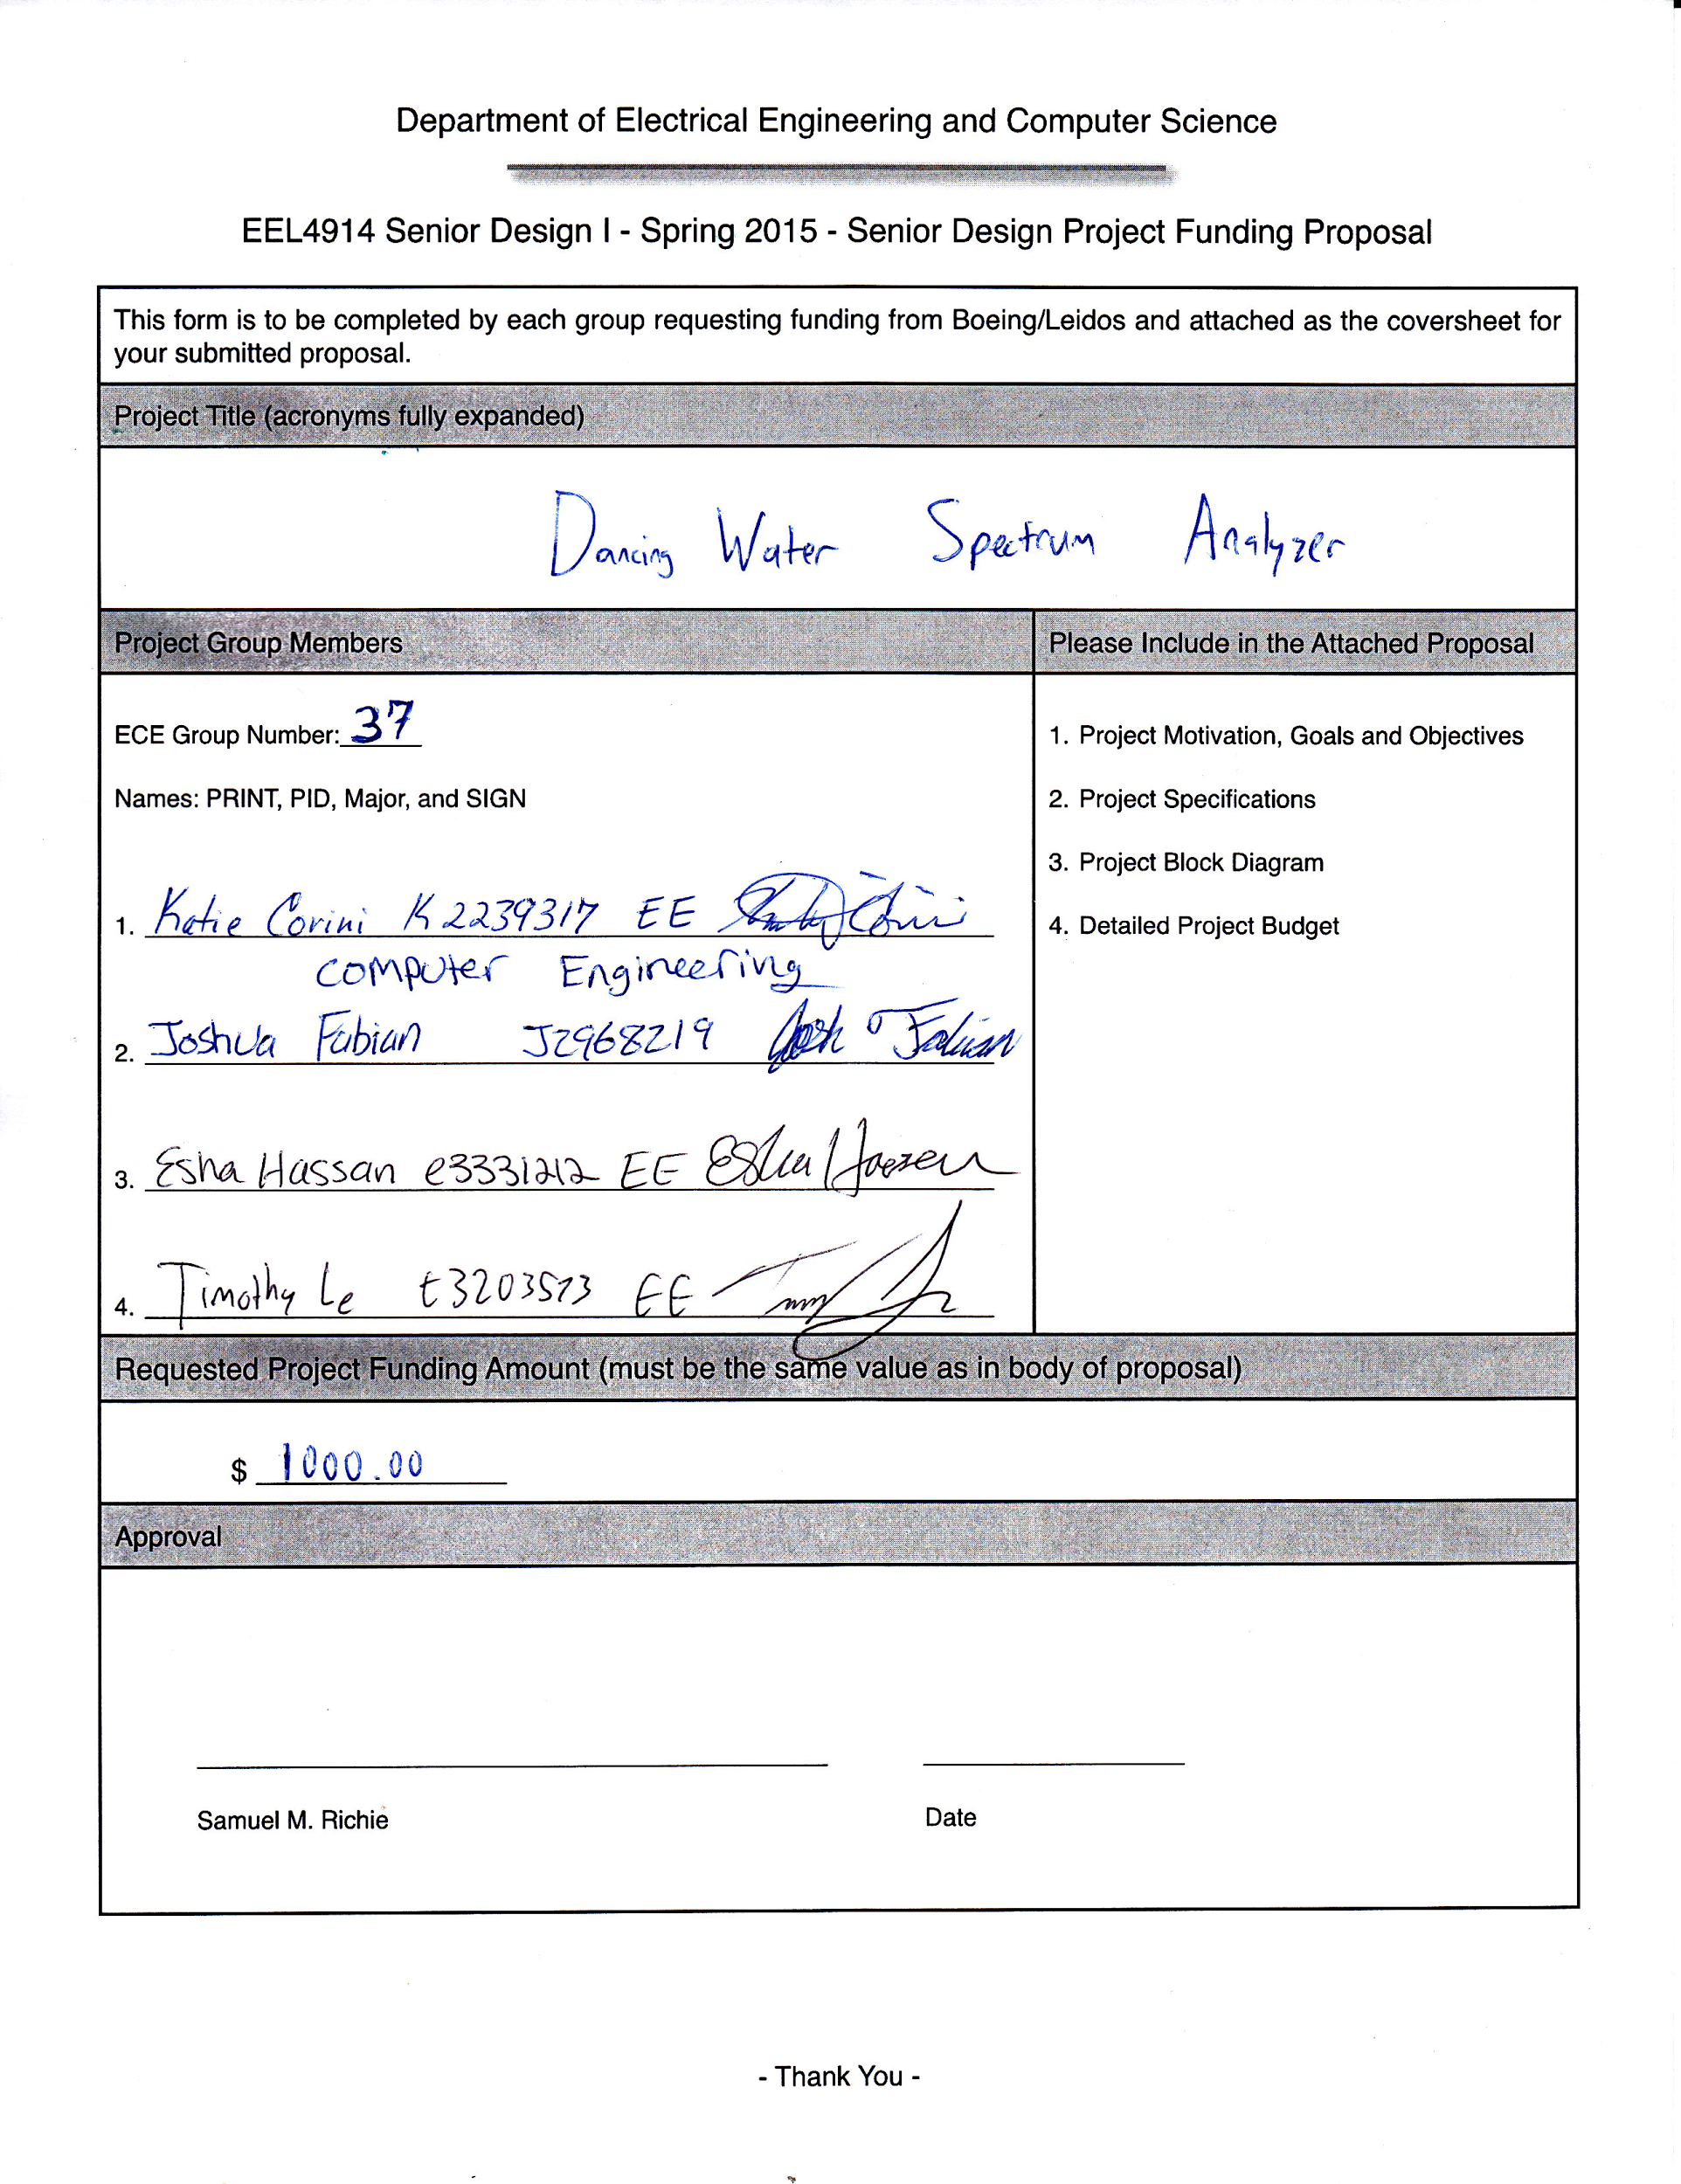 Department of Electrical Engineering and Computer Science
EEL4914 Senior Design I - Spring 2015 - Senior Design Project Funding Proposal
This form is to be completed by each group requesting funding from Boeing/Leidos and attached as the coversheet for
your submitted proposal.
Project Title (acronyms fully expanded)
Dancing Water Spectrum Analyzer
Project Group Members
Please Include in the Attached Proposal
ECE Group Number: 37
Names: PRINT, PID, Major, and SIGN
1. Katie Corini K2239317 EE
Computer Engineering
2. Joshua Fabian J2968219 Josh Fabian
3. Esha Hassan e3331212 EE Esha Hassan
4. Timothy Le t3203573 EE
1. Project Motivation, Goals and Objectives
2. Project Specifications
3. Project Block Diagram
4. Detailed Project Budget
Requested Project Funding Amount (must be the same value as in body of proposal)
$ 1000.00
Approval
Samuel M. Richie
Date
- Thank You -